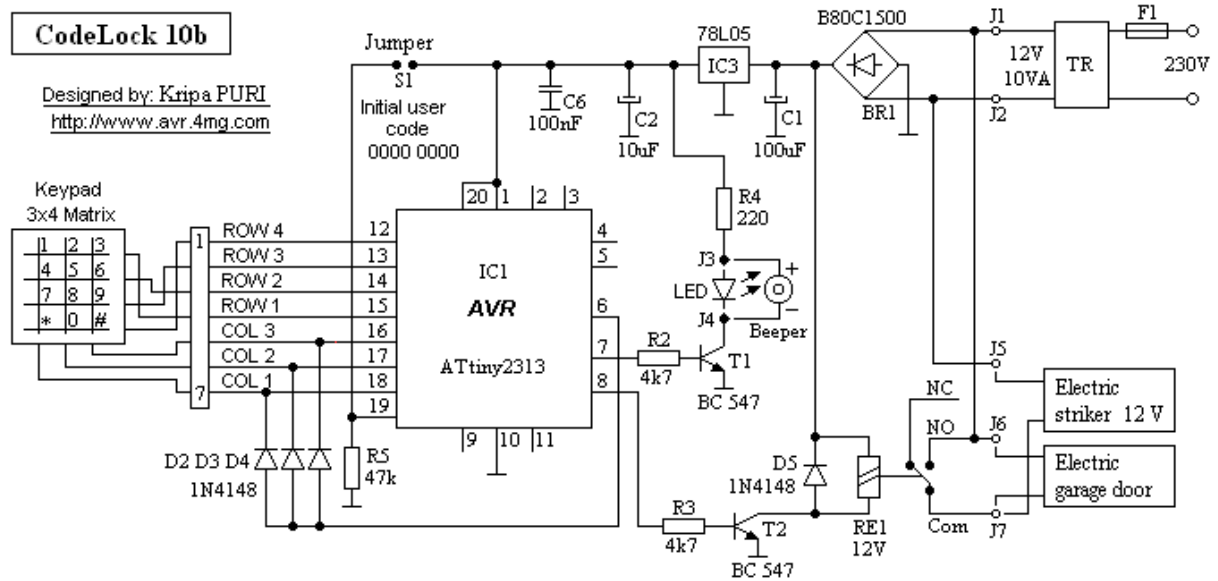 CodeLock 10b
Designed by: Kripa PURI
http://www.avr.4mg.com
Jumper
S1
Initial user
code
0000 0000
C6
100nF
C2
10uF
78L05
IC3
C1
100uF
B80C1500
BR1
J1
12V
10VA
J2
TR
F1
230V
Keypad
3x4 Matrix
1 2 3
4 5 6
7 8 9
* 0 #
1
7
ROW 4
ROW 3
ROW 2
ROW 1
COL 3
COL 2
COL 1
12
13
14
15
16
17
18
19
20 1 2 3
4
5
6
7
8
9 10 11
IC1
AVR
ATtiny2313
R4
220
J3
LED
J4
+
−
Beeper
R2
4k7
T1
BC 547
D2 D3 D4
1N4148
R5
47k
R3
4k7
T2
BC 547
D5
1N4148
RE1
12V
NC
NO
Com
J5
J6
J7
Electric
striker 12 V
Electric
garage door